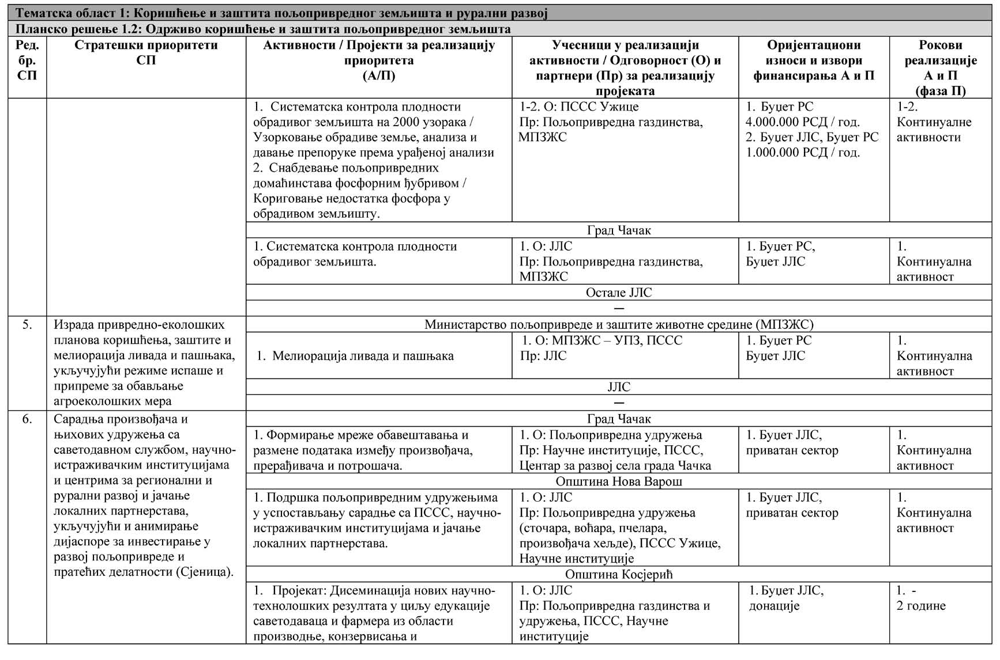 Тематска област 1: Коришћење и заштита пољопривредног земљишта и рурални развој
Планско решење 1.2: Одрживо коришћење и заштита пољопривредног земљишта
Ред.
бр.
СП
Стратешки приоритети
СП
Активности / Пројекти за реализацију
приоритета
(А/П)
Учесници у реализацији
активности / Одговорност (О) и
партнери (Пр) за реализацију
пројеката
Оријентациони
износи и извори
финансирања А и П
Рокови
реализације
А и П
(фаза П)
1. Систематска контрола плодности
обрадивог земљишта на 2000 узорака /
Узорковање обрадиве земље, анализа и
давање препоруке према урађеној анализи
2. Снабдевање пољопривредних
домаћинстава фосфорним ђубривом /
Кориговање недостатка фосфора у
обрадивом земљишту.
1-2. О: ПССС Ужице
Пр: Пољопривредна газдинства,
МПЗЖС
1. Буџет РС
4.000.000 РСД / год.
2. Буџет ЈЛС, Буџет РС
1.000.000 РСД / год.
1-2.
Континуалне
активности
Град Чачак
1. Систематска контрола плодности
обрадивог земљишта.
1. О: ЈЛС
Пр: Пољопривредна газдинства,
МПЗЖС
1. Буџет РС,
Буџет ЈЛС
1.
Континуална
активност
Остале ЈЛС
—
5.
Израда привредно-еколошких
планова коришћења, заштите и
мелиорација ливада и пашњака,
укључујући режиме испаше и
припреме за обављање
агроеколошких мера
Министарство пољопривреде и заштите животне средине (МПЗЖС)
1. Мелиорација ливада и пашњака
1. О: МПЗЖС – УПЗ, ПССС
Пр: ЈЛС
1. Буџет РС
Буџет ЈЛС
1.
Континуална
активност
ЈЛС
—
6.
Сарадња произвођача и
њихових удружења са
саветодавном службом, научно-
истраживачким институцијама
и центрима за регионални и
рурални развој и јачање
локалних партнерстава,
укључујући и анимирање
дијаспоре за инвестирање у
развој пољопривреде и
пратећих делатности (Сјеница).
Град Чачак
1. Формирање мреже обавештавања и
размене података између произвођача,
прерађивача и потрошача.
1. О: Пољопривредна удружења
Пр: Научне институције, ПССС,
Центар за развој села града Чачка
1. Буџет ЈЛС,
приватан сектор
1.
Континуална
активност
Општина Нова Варош
1. Подршка пољопривредним удружењима
у успостављању сарадње са ПССС, научно-
истраживачким институцијама и јачање
локалних партнерстава.
1. О: ЈЛС
Пр: Пољопривредна удружења
(сточара, воћара, пчелара,
произвођача хељде), ПССС Ужице,
Научне институције
1. Буџет ЈЛС,
приватан сектор
1.
Континуална
активност
Општина Косјерић
1. Пројекат: Дисеминација нових научно-
технолошких резултата у циљу едукације
саветодаваца и фармера из области
производње, конзервисања и
1. О: ЈЛС
Пр: Пољопривредна газдинства и
удружења, ПССС, Научне
институције
1. Буџет ЈЛС,
донације
1. -
2 године